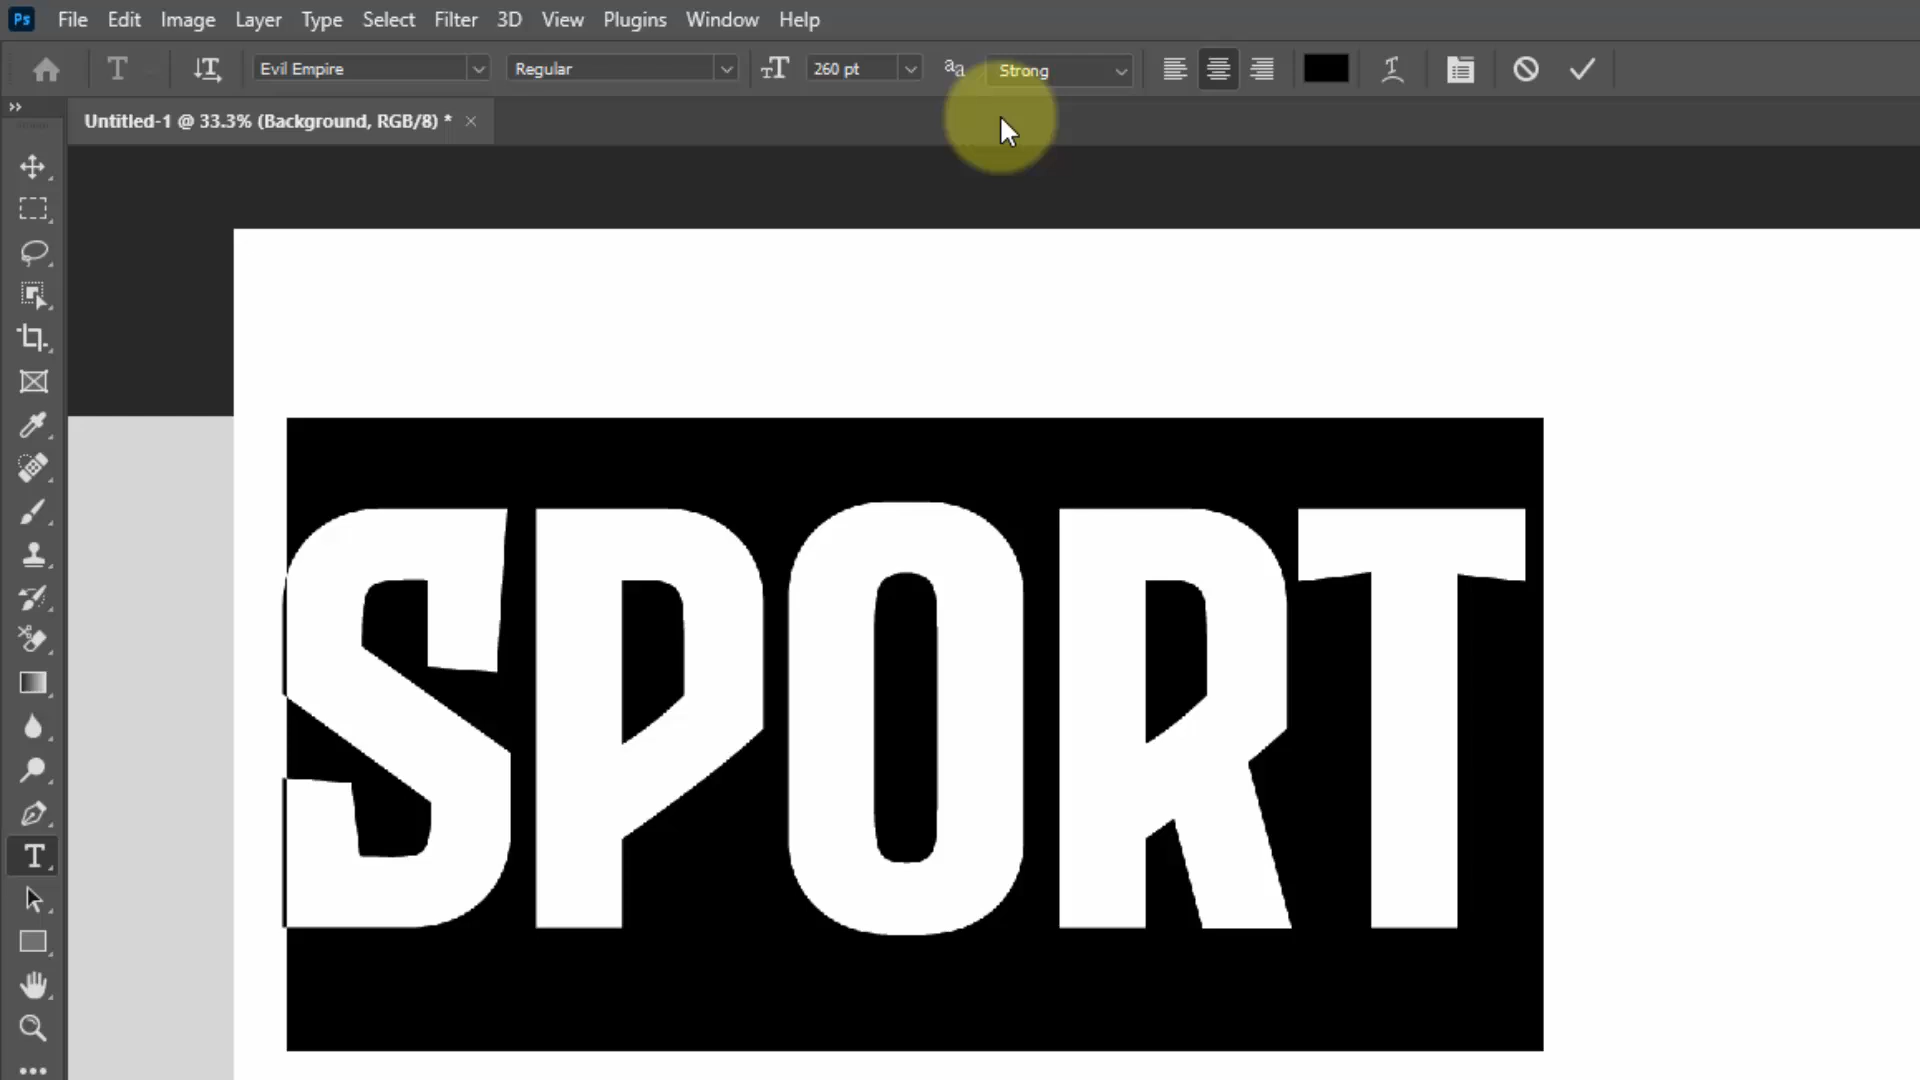 Ps File Edit Image Layer Type Select Filter 3D View Plugins Window Help
T Evil Empire Regular 260 pt aa Strong
Untitled-1 @ 33.3% (Background, RGB/8) *
SPORT